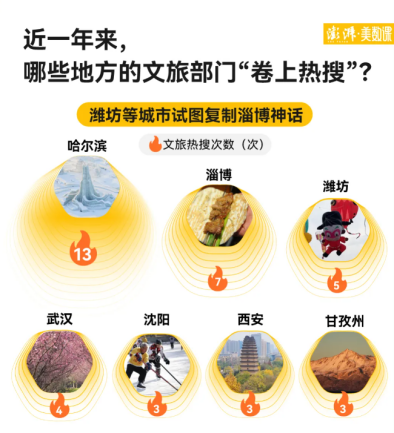 澎湃·美数课
近一年来，
哪些地方的文旅部门“卷上热搜”？
潍坊等城市试图复制淄博神话
文旅热搜次数（次）
哈尔滨
13
淄博
7
潍坊
5
武汉
4
沈阳
3
西安
3
甘孜州
3